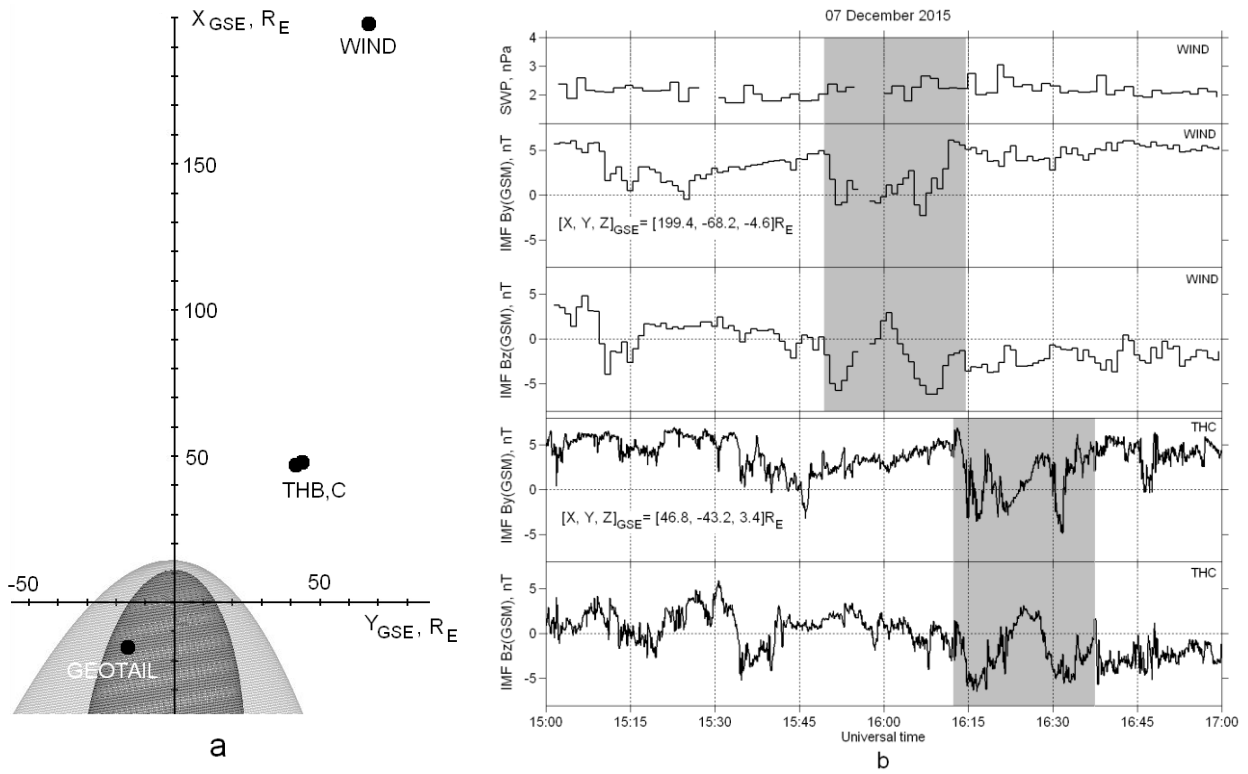 X GSE, R E
WIND
150
100
50
THB,C
-50
50
Y GSE, R E
GEOTAIL
a
07 December 2015
SWP, nPa
4
3
2
WIND
IMF By(GSM), nT
5
0
-5
WIND
[X, Y, Z]GSE= [199.4, -68.2, -4.6]RE
IMF Bz(GSM), nT
5
0
-5
WIND
IMF By(GSM), nT
5
0
-5
THC
[X, Y, Z]GSE= [46.8, -43.2, 3.4]RE
IMF Bz(GSM), nT
5
0
-5
THC
15:00 15:15 15:30 15:45 16:00 16:15 16:30 16:45 17:00
Universal time
b